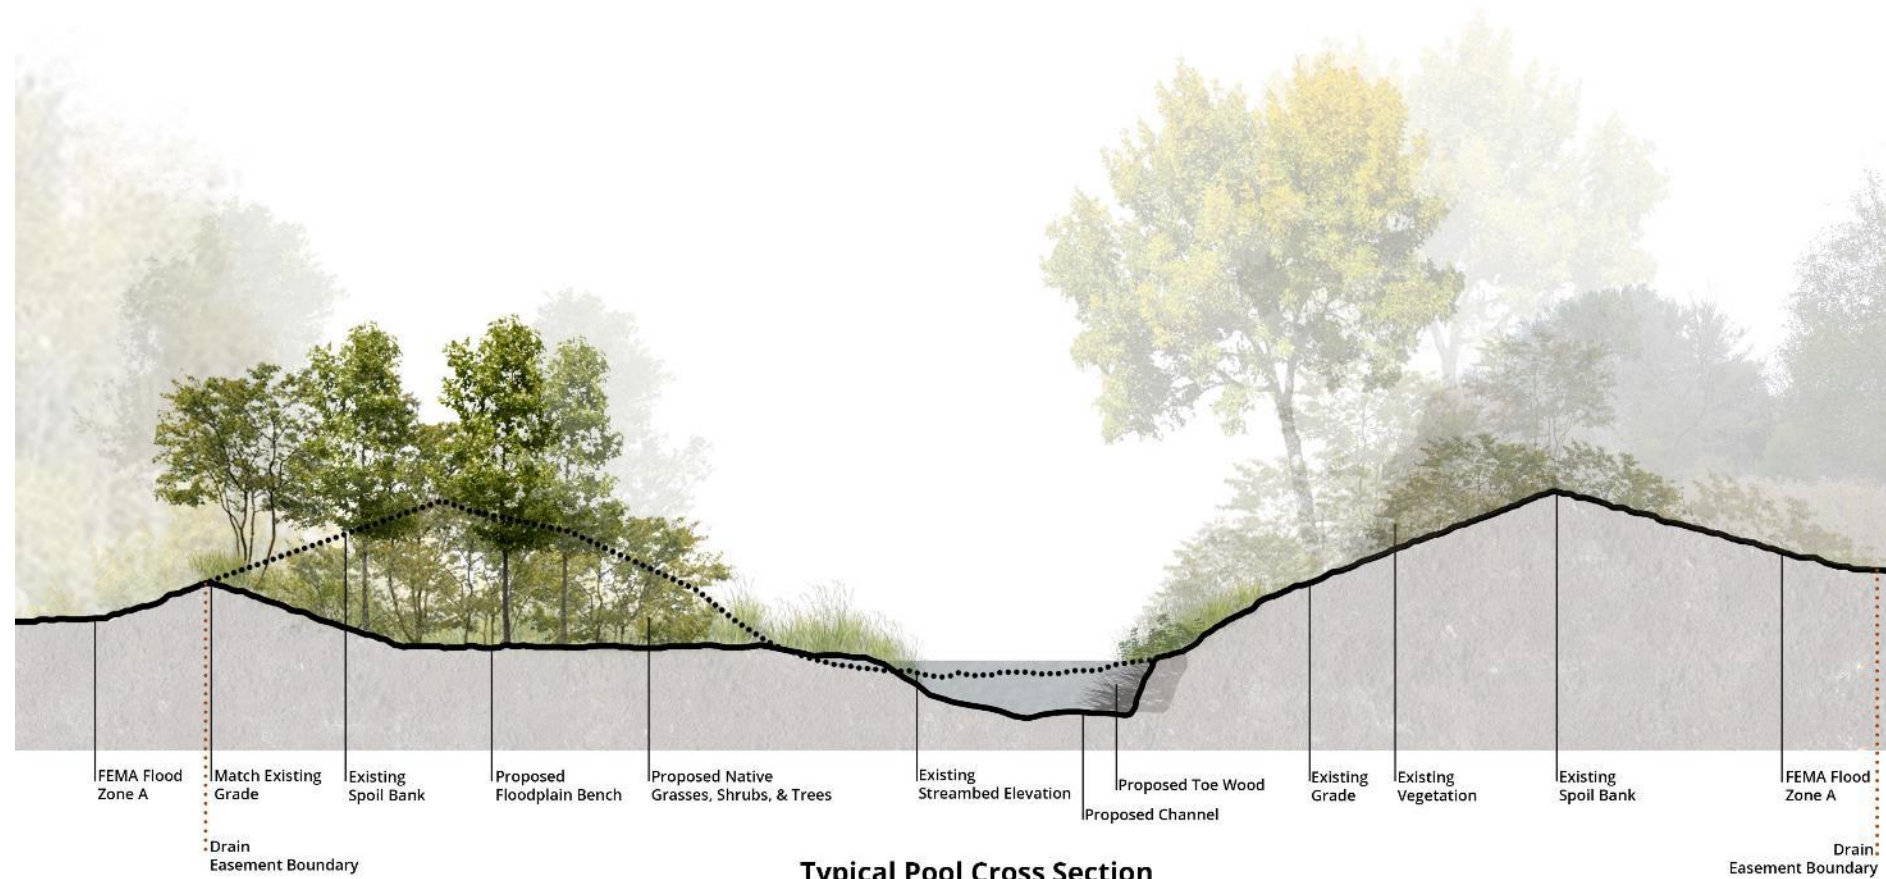 FEMA Flood
Zone A
Match Existing
Grade
Existing
Spoil Bank
Proposed
Floodplain Bench
Proposed Native
Grasses, Shrubs, & Trees
Existing
Streambed Elevation
Proposed Toe Wood
Proposed Channel
Existing
Grade
Existing
Vegetation
Existing
Spoil Bank
FEMA Flood
Zone A
Drain
Easement Boundary
Drain
Easement Boundary
Typical Pool Cross Section